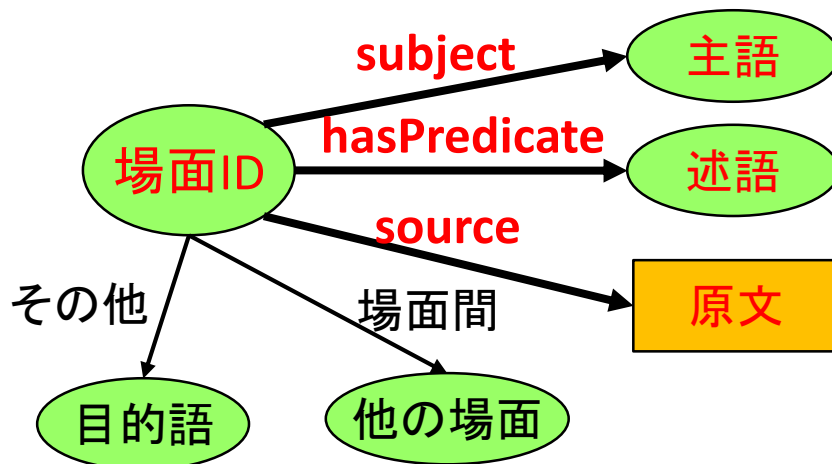 subject
主語
場面ID
hasPredicate
述語
source
原文
その他
場面間
目的語
他の場面